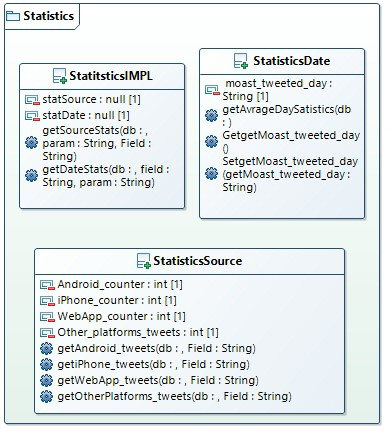 Statistics
StatitsticsIMPL
statSource : null [1]
statDate : null [1]
getSourceStats(db : ,
param : String, Field :
String)
getDateStats(db : , field :
String, param : String)
StatisticsDate
moast_tweeted_day :
String [1]
getAvrageDaySatistics(db
: )
GetgetMoast_tweeted_day
()
SetgetMoast_tweeted_day
(getMoast_tweeted_day :
String)
StatisticsSource
Android_counter : int [1]
iPhone_counter : int [1]
WebApp_counter : int [1]
Other_platforms_tweets : int [1]
getAndroid_tweets(db : , Field : String)
getiPhone_tweets(db : , Field : String)
getWebApp_tweets(db : , Field : String)
getOtherPlatforms_tweets(db : , Field : String)